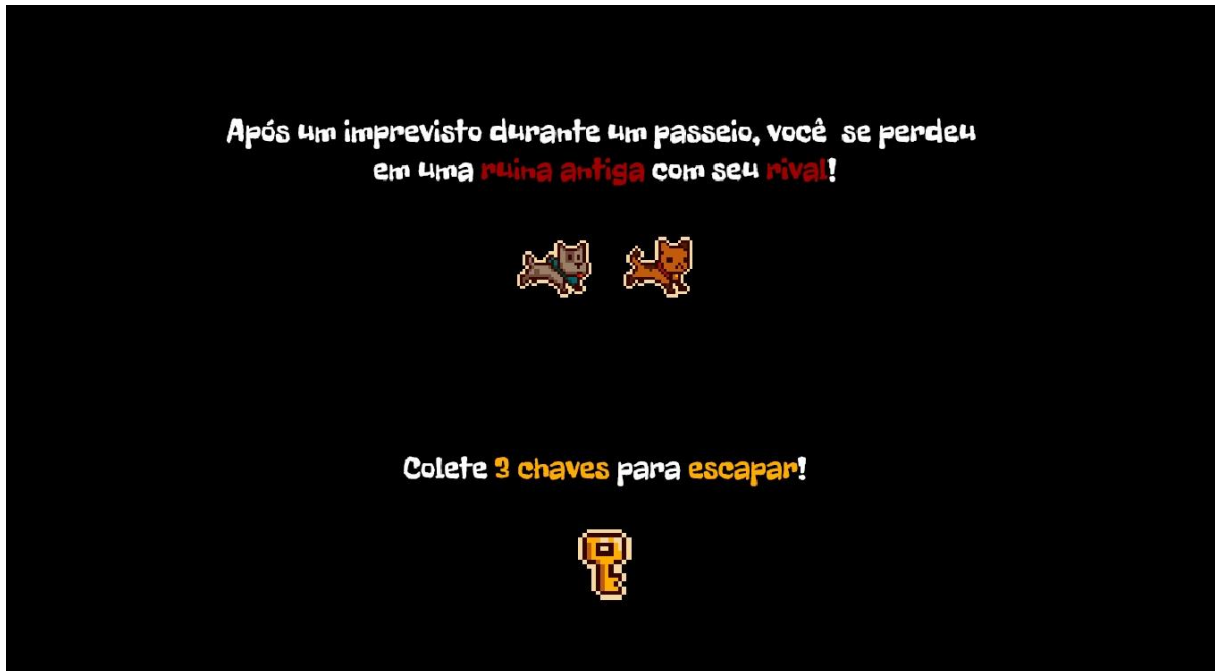 Após um imprevisto durante um passeio, você se perdeu
em uma ruina antiga com seu rival!
Colete 3 chaves para escapar!